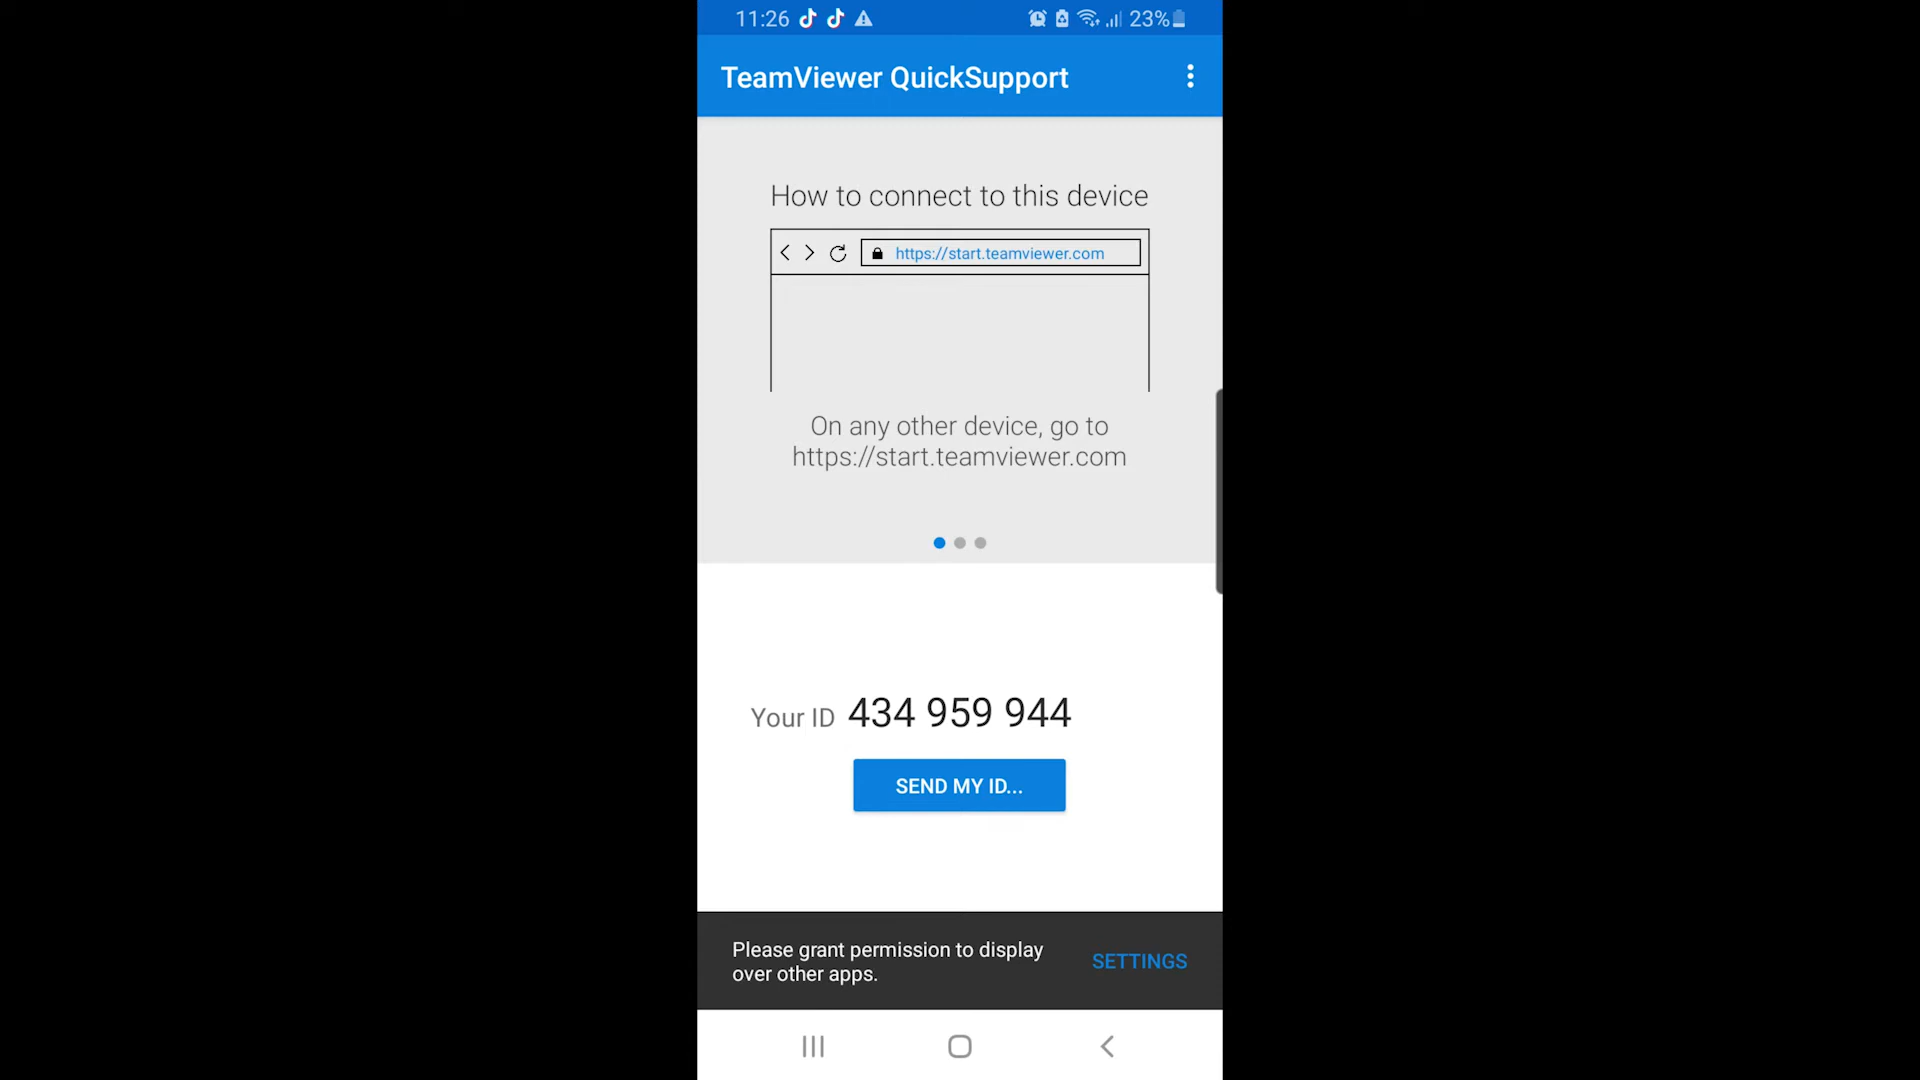 11:26 23%
TeamViewer QuickSupport
How to connect to this device
https://start.teamviewer.com
On any other device, go to
https://start.teamviewer.com
Your ID 434 959 944
SEND MY ID...
Please grant permission to display
over other apps.
SETTINGS